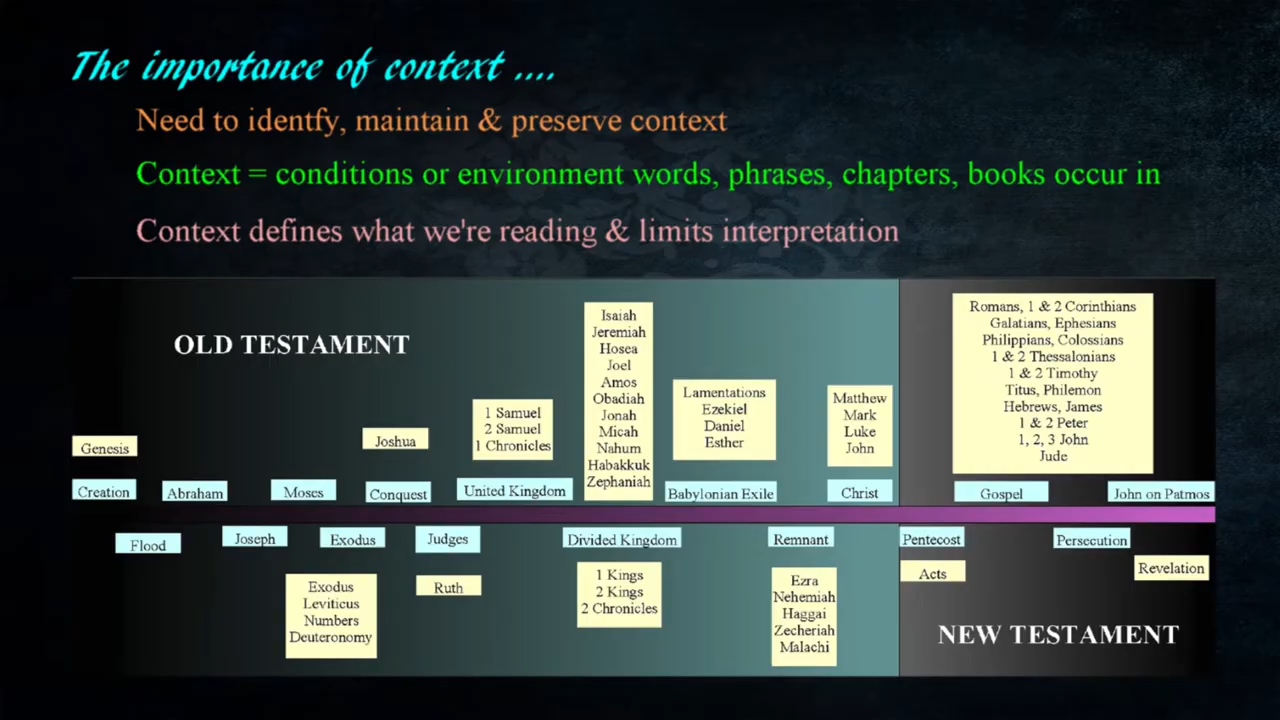 The importance of context ....
Need to identfy, maintain & preserve context
Context = conditions or environment words, phrases, chapters, books occur in
Context defines what we're reading & limits interpretation
OLD TESTAMENT
Genesis
Joshua
1 Samuel
2 Samuel
1 Chronicles
Isaiah
Jeremiah
Hosea
Joel
Amos
Obadiah
Jonah
Micah
Nahum
Habakkuk
Zephaniah
Lamentations
Ezekiel
Daniel
Esther
Matthew
Mark
Luke
John
Romans, 1 & 2 Corinthians
Galatians, Ephesians
Philippians, Colossians
1 & 2 Thessalonians
1 & 2 Timothy
Titus, Philemon
Hebrews, James
1 & 2 Peter
1, 2, 3 John
Jude
Creation
Abraham
Moses
Conquest
United Kingdom
Babylonian Exile
Christ
Gospel
John on Patmos
Flood
Joseph
Exodus
Judges
Divided Kingdom
Remnant
Pentecost
Persecution
Exodus
Leviticus
Numbers
Deuteronomy
Ruth
1 Kings
2 Kings
2 Chronicles
Ezra
Nehemiah
Haggai
Zecheriah
Malachi
Acts
Revelation
NEW TESTAMENT